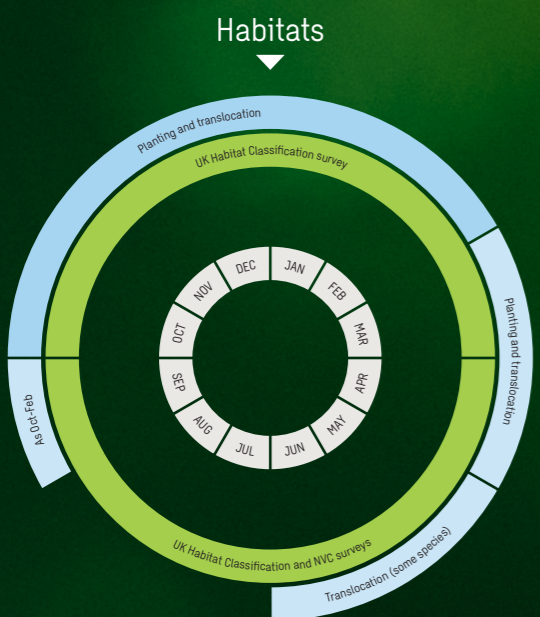 Habitats
Planting and translocation
UK Habitat Classification survey
Planting and translocation
As Oct-Feb
UK Habitat Classification and NVC surveys
Translocation (some species)
JAN
FEB
MAR
APR
MAY
JUN
JUL
AUG
SEP
OCT
NOV
DEC